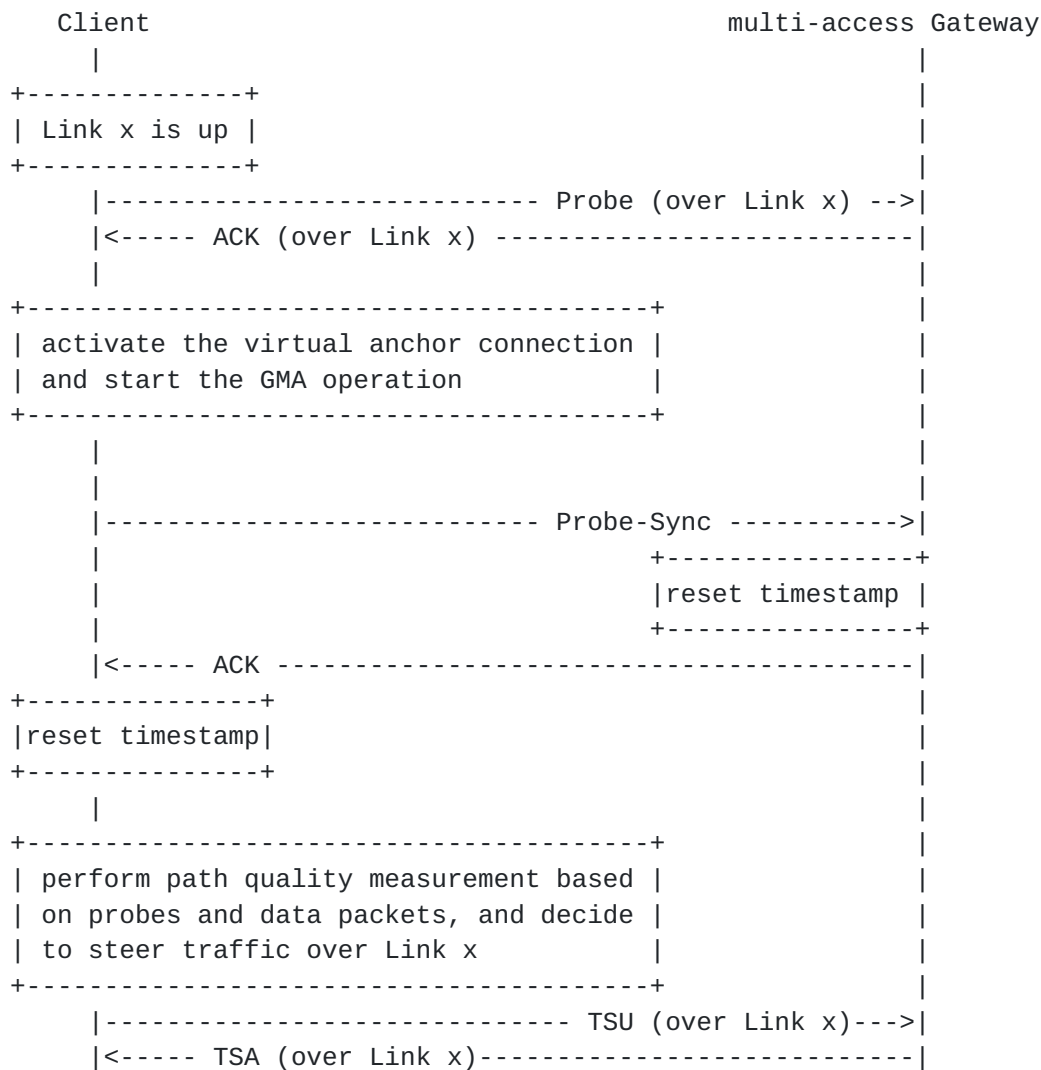 Client multi-access Gateway
Link x is up
Probe (over Link x)
ACK (over Link x)
activate the virtual anchor connection
and start the GMA operation
Probe-Sync
reset timestamp
ACK
reset timestamp
perform path quality measurement based
on probes and data packets, and decide
to steer traffic over Link x
TSU (over Link x)
TSA (over Link x)